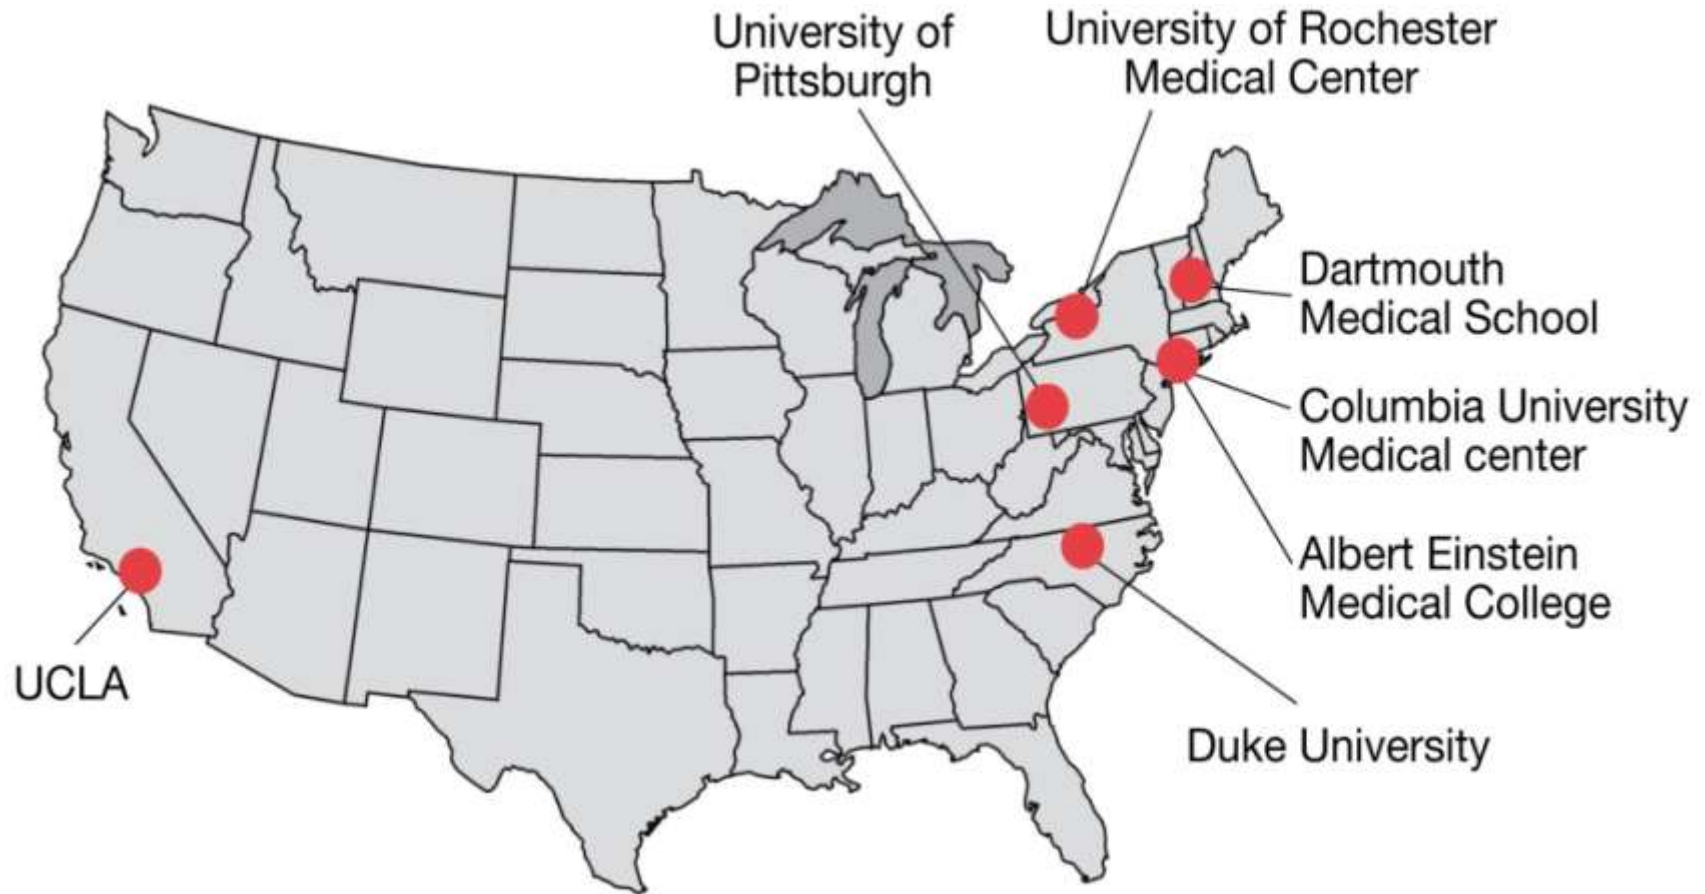 University of
Pittsburgh
University of Rochester
Medical Center
Dartmouth
Medical School
Columbia University
Medical center
Albert Einstein
Medical College
UCLA
Duke University